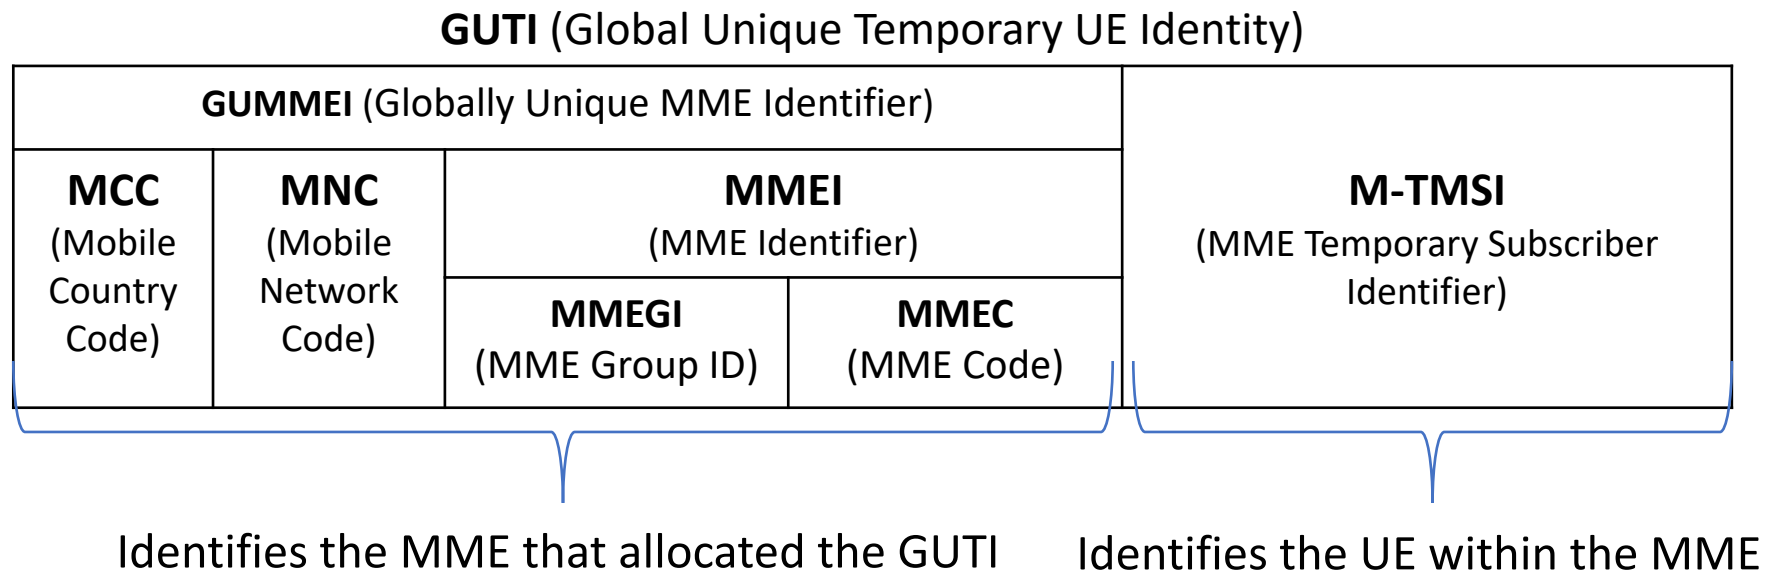 GUTI (Global Unique Temporary UE Identity)
GUMMEI (Globally Unique MME Identifier)
MCC
(Mobile
Country
Code)
MNC
(Mobile
Network
Code)
MMEI
(MME Identifier)
MMEGI
(MME Group ID)
MMEC
(MME Code)
M-TMSI
(MME Temporary Subscriber
Identifier)
Identifies the MME that allocated the GUTI
Identifies the UE within the MME